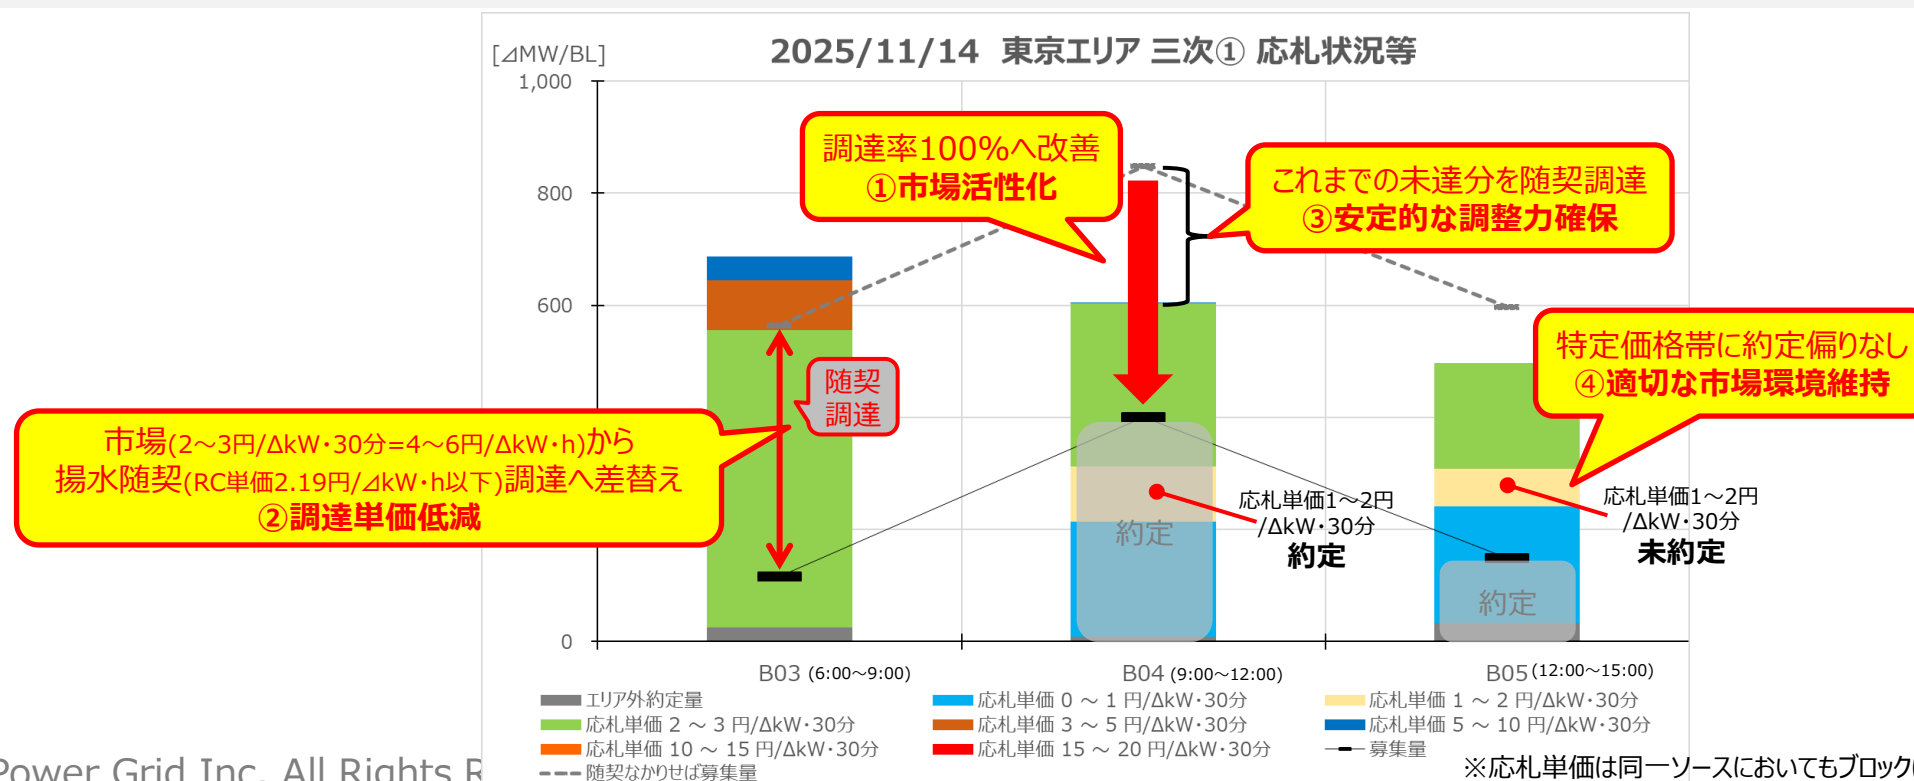 [⊿MW/BL]
2025/11/14 東京エリア 三次① 応札状況等
1,000
800
600
0
調達率100%へ改善
①市場活性化
これまでの未達分を随契調達
③安定的な調整力確保
特定価格帯に約定偏りなし
④適切な市場環境維持
随契
調達
市場(2～3円/ΔkW・30分=4～6円/ΔkW・h)から
揚水随契(RC単価2.19円/⊿kW・h以下)調達へ差替え
②調達単価低減
約定
応札単価1～2円
/ΔkW・30分
約定
応札単価1～2円
/ΔkW・30分
未約定
約定
B03 (6:00～9:00)
B04 (9:00～12:00)
B05 (12:00～15:00)
エリア外約定量
応札単価 0 ～ 1 円/ΔkW・30分
応札単価 1 ～ 2 円/ΔkW・30分
応札単価 2 ～ 3 円/ΔkW・30分
応札単価 3 ～ 5 円/ΔkW・30分
応札単価 5 ～ 10 円/ΔkW・30分
応札単価 10 ～ 15 円/ΔkW・30分
応札単価 15 ～ 20 円/ΔkW・30分
募集量
随契なかりせば募集量
Power Grid Inc. All Rights R
※応札単価は同一ソースにおいてもブロック